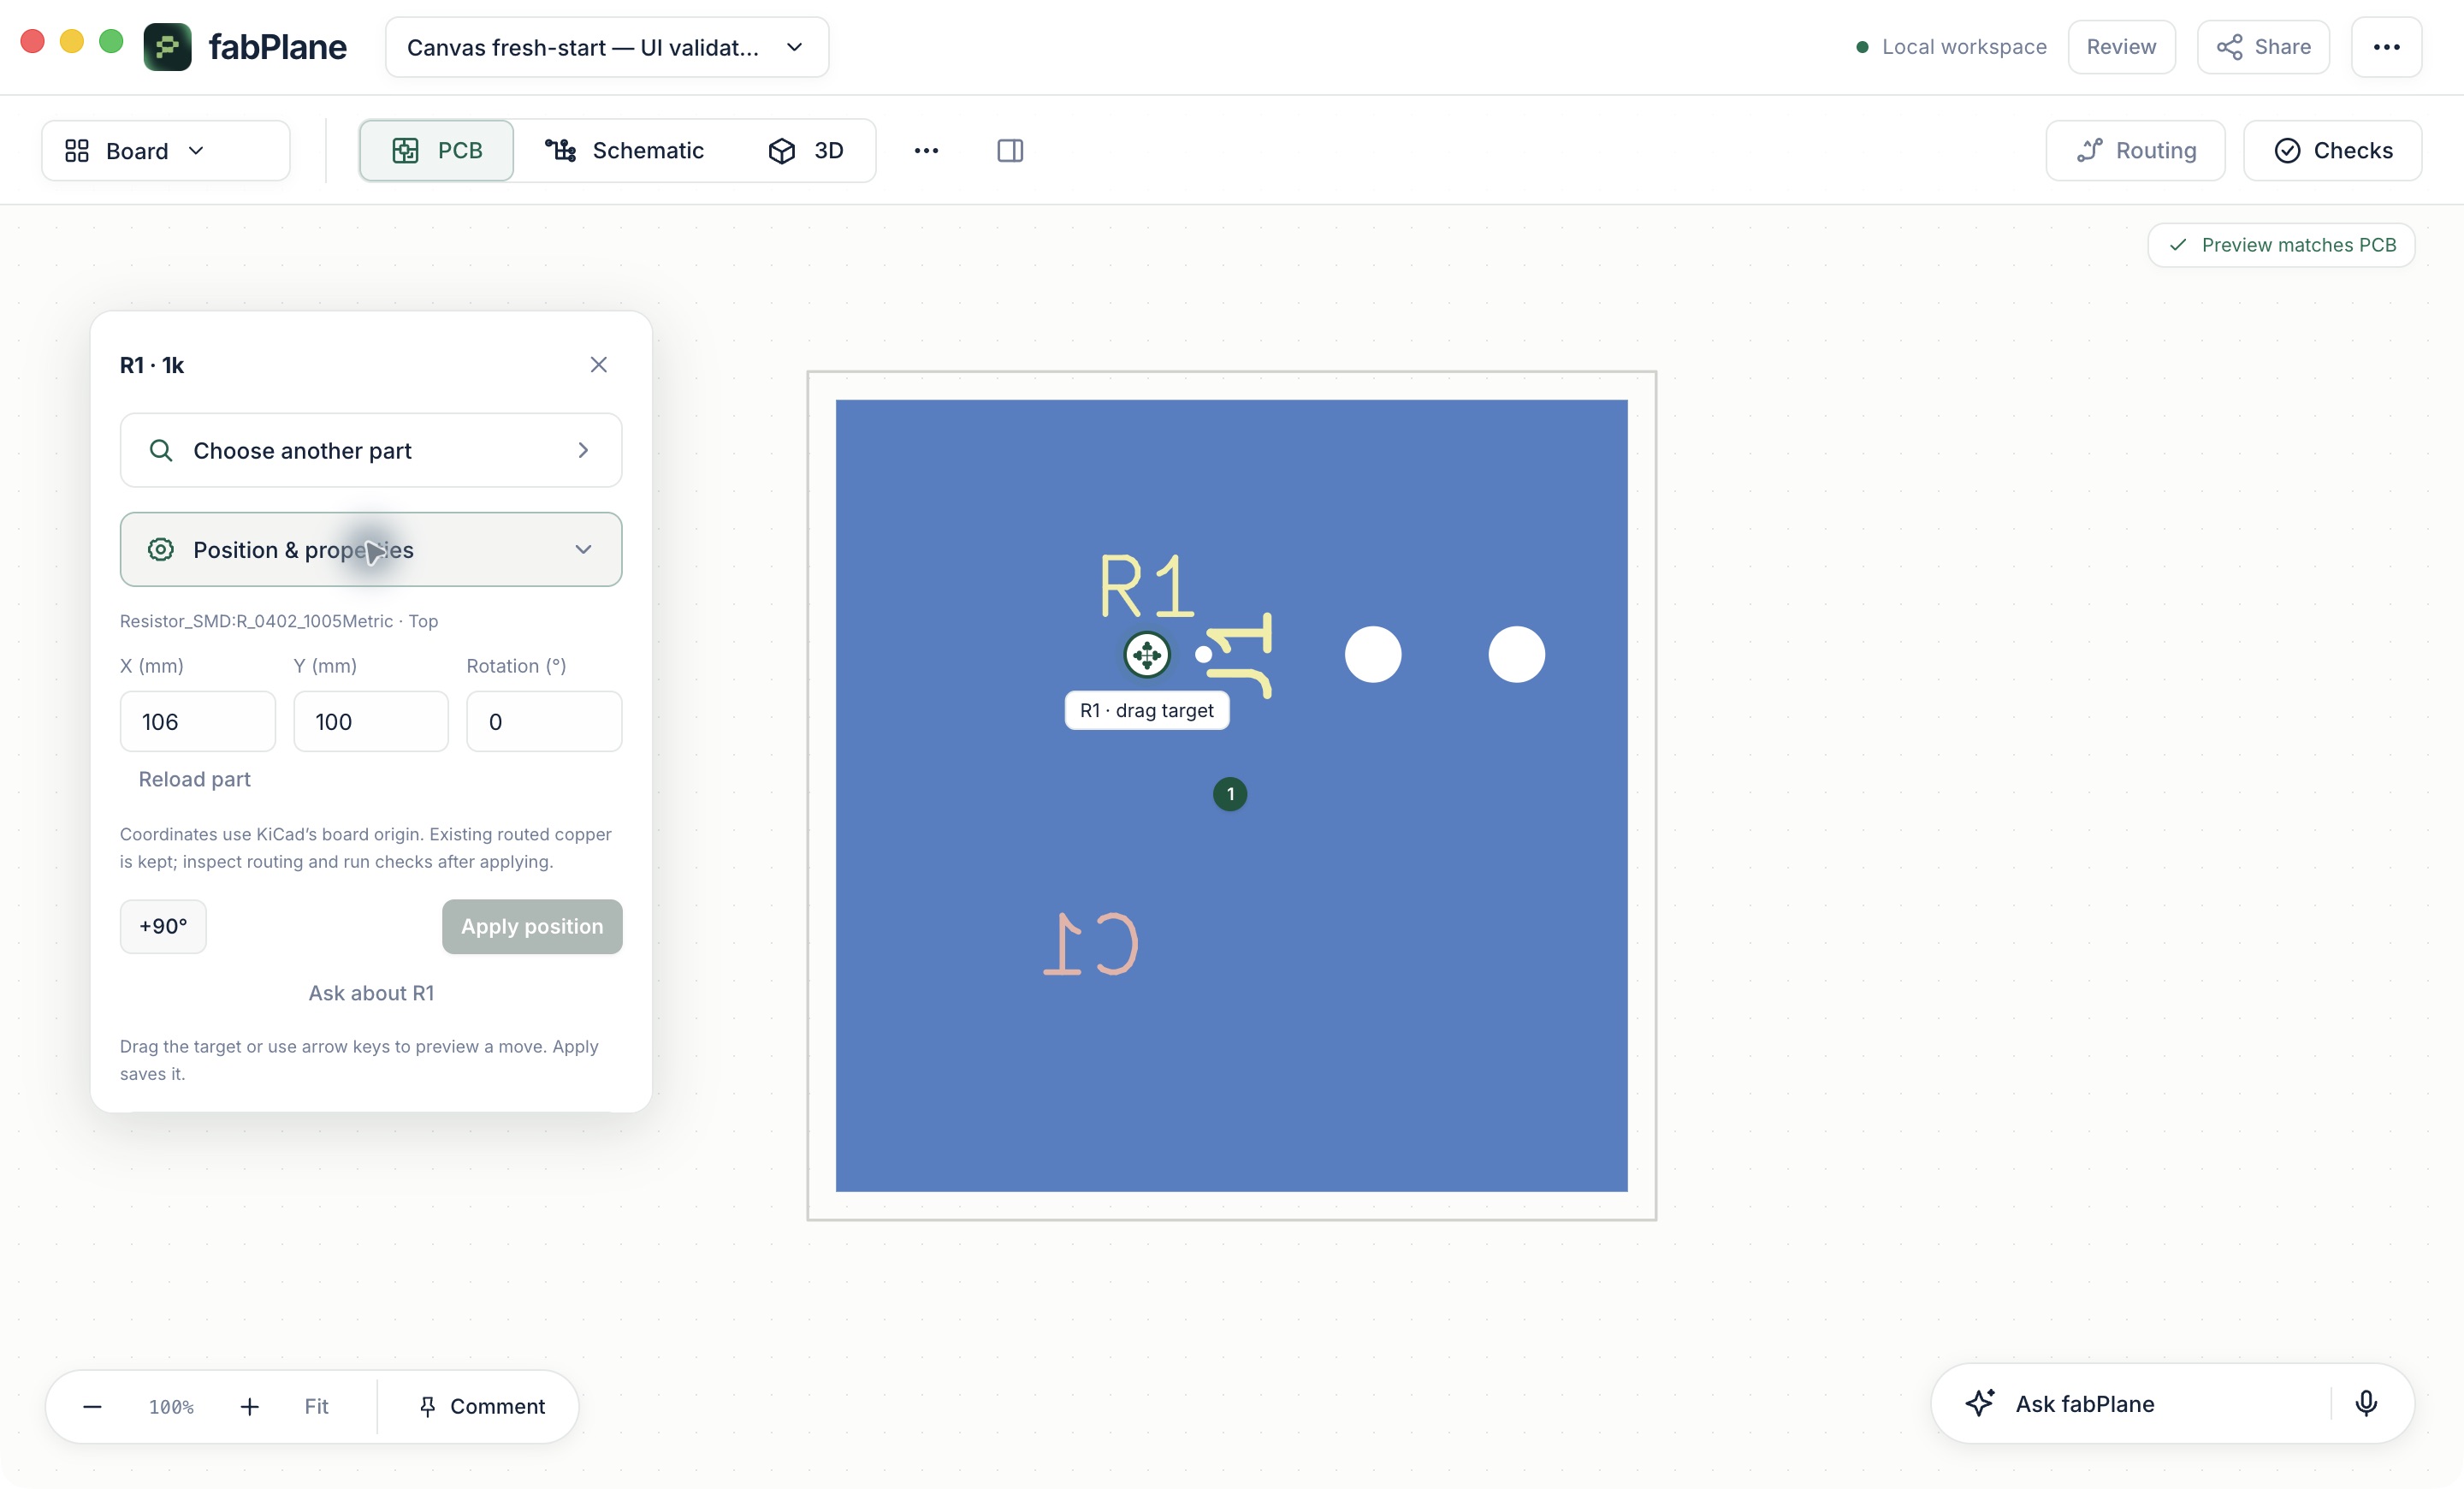 fabPlane
Canvas fresh-start — UI validat...
Local workspace
Review
Share
Board
PCB
Schematic
3D
Routing
Checks
Preview matches PCB
R1 · 1k
Choose another part
Position & properties
Resistor_SMD:R_0402_1005Metric · Top
X (mm)
Y (mm)
Rotation (°)
106
100
0
Reload part
Coordinates use KiCad’s board origin. Existing routed copper
is kept; inspect routing and run checks after applying.
+90°
Apply position
Ask about R1
Drag the target or use arrow keys to preview a move. Apply
saves it.
R1
J1
R1 · drag target
1
C1
100%
Fit
Comment
Ask fabPlane